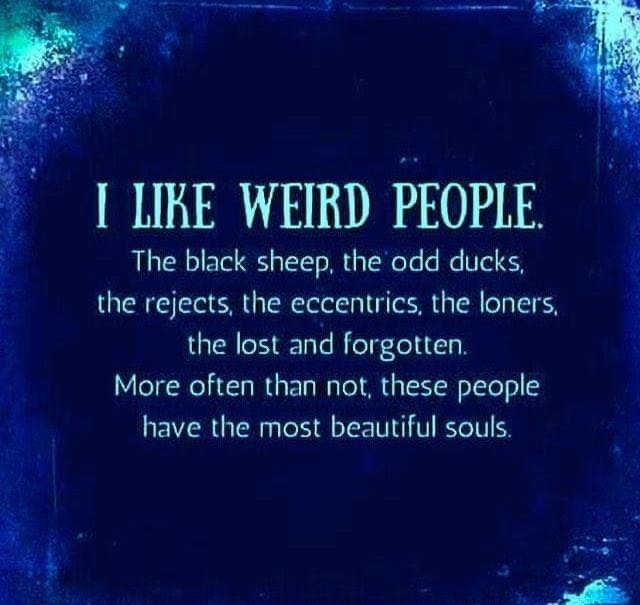 I LIKE WEIRD PEOPLE.
The black sheep, the odd ducks,
the rejects, the eccentrics, the loners,
the lost and forgotten.
More often than not, these people
have the most beautiful souls.